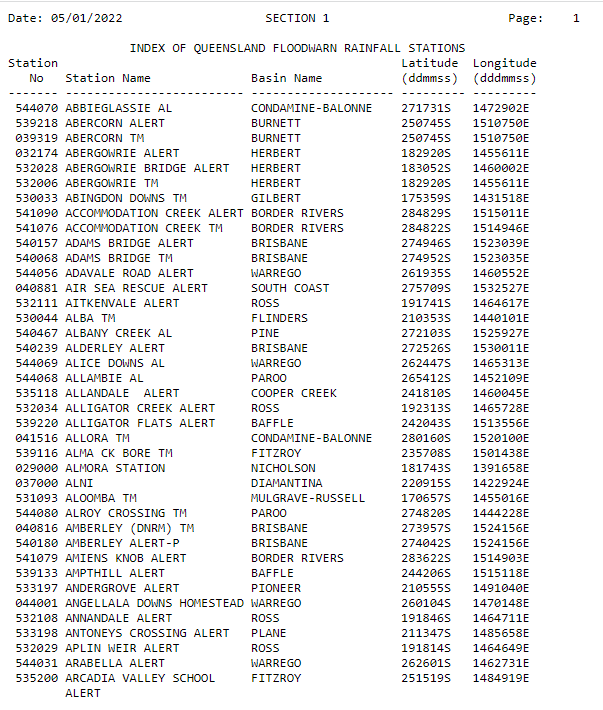 Date: 05/01/2022 SECTION 1 Page: 1
INDEX OF QUEENSLAND FLOODWARN RAINFALL STATIONS
Station Latitude Longitude
No Station Name Basin Name (ddmmss) (dddmmss)
------- ------------------------- -------------------- --------- ---------
544070 ABBIEGLASSIE AL CONDAMINE-BALONNE 271731S 1472902E
539218 ABERCORN ALERT BURNETT 250745S 1510750E
039319 ABERCORN TM BURNETT 250745S 1510750E
032174 ABERGOWRIE ALERT HERBERT 182920S 1455611E
532028 ABERGOWRIE BRIDGE ALERT HERBERT 183052S 1460002E
532006 ABERGOWRIE TM HERBERT 182920S 1455611E
530033 ABINGDON DOWNS TM GILBERT 175359S 1431518E
541090 ACCOMMODATION CREEK ALERT BORDER RIVERS 284829S 1515011E
541076 ACCOMMODATION CREEK TM BORDER RIVERS 284822S 1514946E
540157 ADAMS BRIDGE ALERT BRISBANE 274946S 1523039E
540068 ADAMS BRIDGE TM BRISBANE 274952S 1523035E
544056 ADAVALE ROAD ALERT WARREGO 261935S 1460552E
040881 AIR SEA RESCUE ALERT SOUTH COAST 275709S 1532527E
532111 AITKENVALE ALERT ROSS 191741S 1464617E
530044 ALBA TM FLINDERS 210353S 1440101E
540467 ALBANY CREEK AL PINE 272103S 1525927E
540239 ALDERLEY ALERT BRISBANE 272526S 1530011E
544069 ALICE DOWNS AL WARREGO 262447S 1465313E
544068 ALLAMBIE AL PAROO 265412S 1452109E
535118 ALLANDALE  ALERT COOPER CREEK 241810S 1460045E
532034 ALLIGATOR CREEK ALERT ROSS 192313S 1465728E
539220 ALLIGATOR FLATS ALERT BAFFLE 242043S 1513556E
041516 ALLORA TM CONDAMINE-BALONNE 280160S 1520100E
539116 ALMA CK BORE TM FITZROY 235708S 1501438E
029000 ALMORA STATION NICHOLSON 181743S 1391658E
037000 ALNI DIAMANTINA 220915S 1422924E
531093 ALOOMBA TM MULGRAVE-RUSSELL 170657S 1455016E
544080 ALROY CROSSING TM PAROO 274820S 1444228E
040816 AMBERLEY (DNRM) TM BRISBANE 273957S 1524156E
540180 AMBERLEY ALERT-P BRISBANE 274042S 1524156E
541079 AMIENS KNOB ALERT BORDER RIVERS 283622S 1514903E
539133 AMPTHILL ALERT BAFFLE 244206S 1515118E
533197 ANDERGROVE ALERT PIONEER 210555S 1491040E
044001 ANGELLALA DOWNS HOMESTEAD WARREGO 260104S 1470148E
532108 ANNANDALE ALERT ROSS 191846S 1464711E
533198 ANTONEYS CROSSING ALERT PLANE 211347S 1485658E
532029 APLIN WEIR ALERT ROSS 191814S 1464649E
544031 ARABELLA ALERT WARREGO 262601S 1462731E
535200 ARCADIA VALLEY SCHOOL FITZROY 251519S 1484919E
ALERT